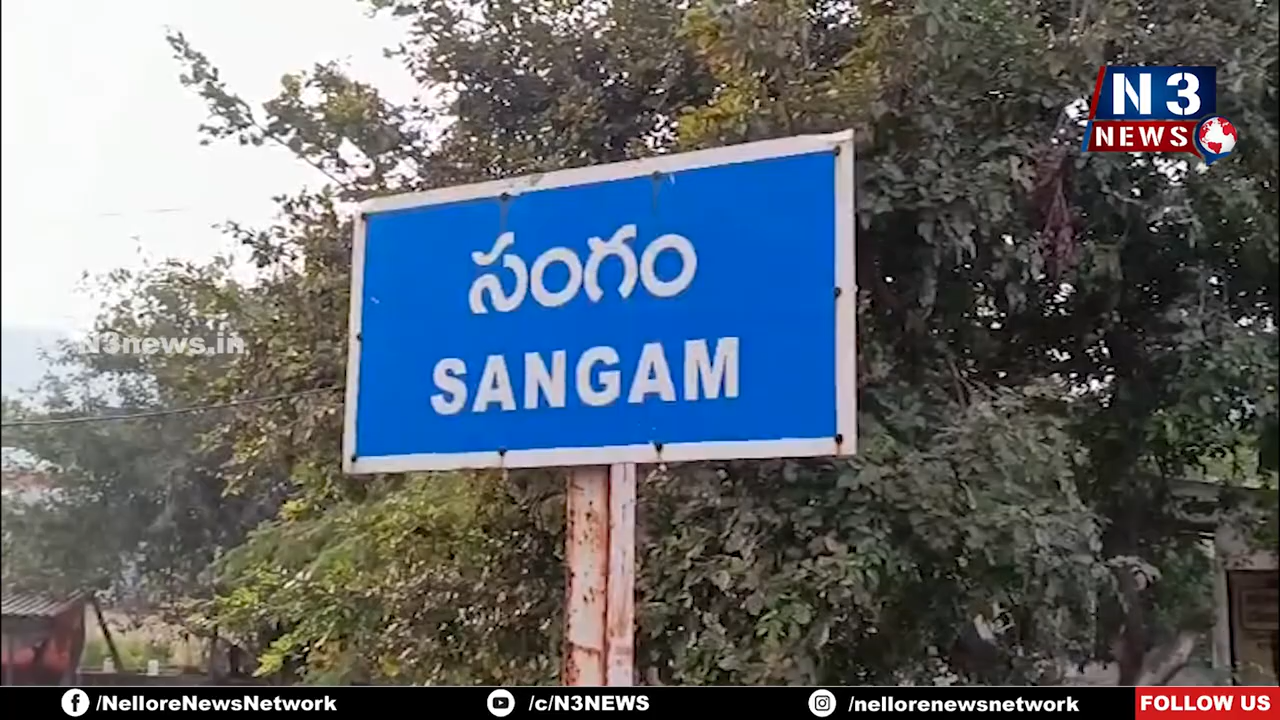 N3
NEWS
సంగం
SANGAM
N3news.in
/NelloreNewsNetwork
/c/N3NEWS
/nellorenewsnetwork
FOLLOW US